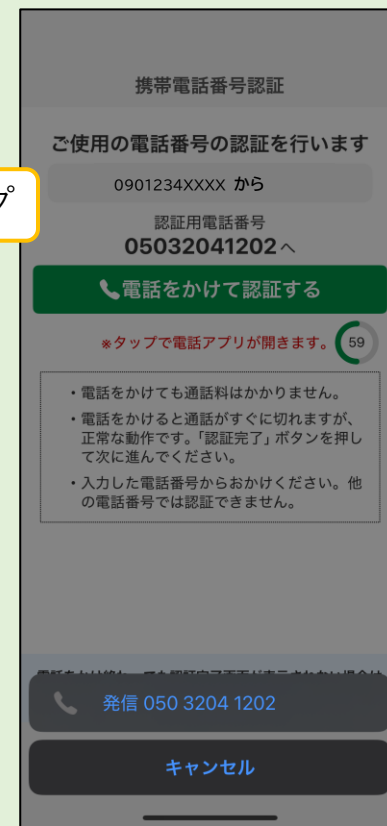 携帯電話番号認証
ご使用の電話番号の認証を行います
プ
0901234XXXX から
認証用電話番号
05032041202へ
電話をかけて認証する
※タップで電話アプリが開きます。 59
・電話をかけても通話料はかかりません。
・電話をかけると通話がすぐに切れますが、
正常な動作です。「認証完了」ボタンを押し
て次に進んでください。
・入力した電話番号からおかけください。他
の電話番号では認証できません。
発信 050 3204 1202
キャンセル